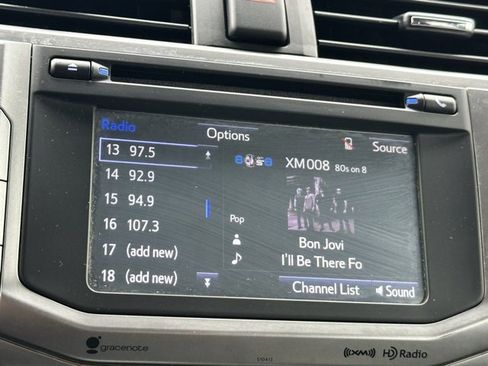 Radio
Options
Source
13 97.5
14 92.9
15 94.9
16 107.3
17 (add new)
18 (add new)
XM008 80s on 8
Pop
Bon Jovi
I'll Be There Fo
Channel List
Sound
gracenote
510413
((XM)) HD Radio